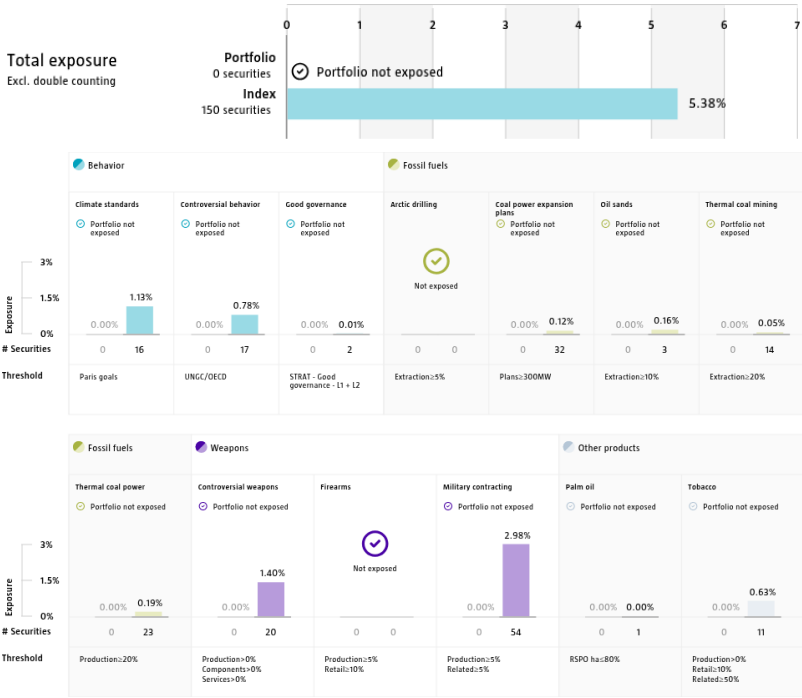 0 1 2 3 4 5 6 7
Total exposure
Excl. double counting
Portfolio
0 securities
Portfolio not exposed
Index
150 securities
5.38%
Behavior
Fossil fuels
Climate standards
Controversial behavior
Good governance
Arctic drilling
Coal power expansion
plans
Oil sands
Thermal coal mining
Portfolio not
exposed
Portfolio not
exposed
Portfolio not
exposed
Not exposed
Portfolio not
exposed
Portfolio not
exposed
Portfolio not
exposed
Exposure
3%
1.5%
0%
0.00% 1.13%
0.00% 0.78%
0.00% 0.01%
0.00% 0.12%
0.00% 0.16%
0.00% 0.05%
# Securities
0 16
0 17
0 2
0 0
0 32
0 3
0 14
Threshold
Paris goals
UNGC/OECD
STRAT - Good
governance - L1 + L2
Extraction≥5%
Plans≥300MW
Extraction≥10%
Extraction≥20%
Fossil fuels
Weapons
Other products
Thermal coal power
Controversial weapons
Firearms
Military contracting
Palm oil
Tobacco
Portfolio not exposed
Portfolio not exposed
Not exposed
Portfolio not exposed
Portfolio not exposed
Portfolio not exposed
Exposure
3%
1.5%
0%
0.00% 0.19%
0.00% 1.40%
2.98%
0.00%
0.00% 0.00%
0.00% 0.63%
# Securities
0 23
0 20
0 0
0 54
0 1
0 11
Threshold
Production≥20%
Production>0%
Components>0%
Services>0%
Production≥5%
Retail≥10%
Production≥5%
Related≥5%
RSPO ha≤80%
Production>0%
Retail≥10%
Related≥50%